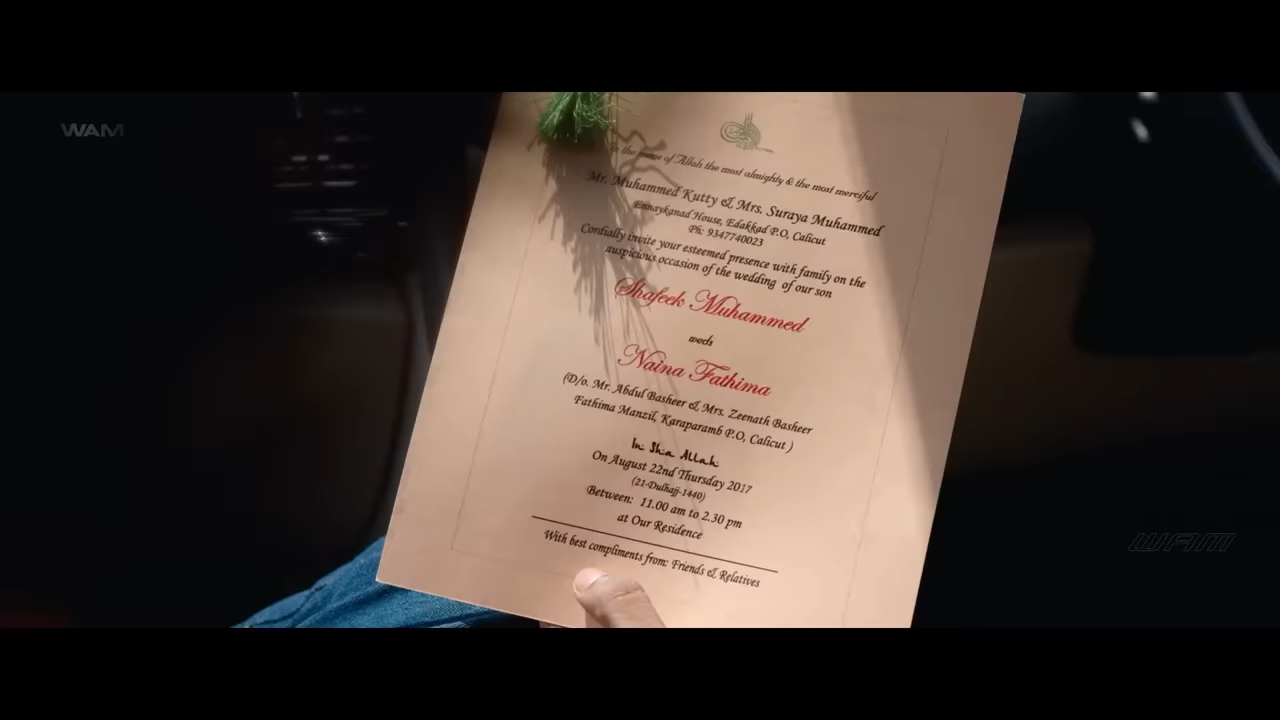 WAM
In the name of Allah the most almighty & the most merciful
Mr. Muhammed Kutty & Mrs. Suraya Muhammed
Ennaykanad House, Edakkad P.O, Calicut
Ph: 9347740023
Cordially invite your esteemed presence with family on the
auspicious occasion of the wedding of our son
Shafeek Muhammed
weds
Naina Fathima
(D/o. Mr. Abdul Basheer & Mrs. Zeenath Basheer
Fathima Manzil, Karaparamb P.O, Calicut )
In Sha Allah
On August 22nd Thursday 2017
(21-Dulhajj-1440)
Between: 11.00 am to 2.30 pm
at Our Residence
With best compliments from: Friends & Relatives
WAM